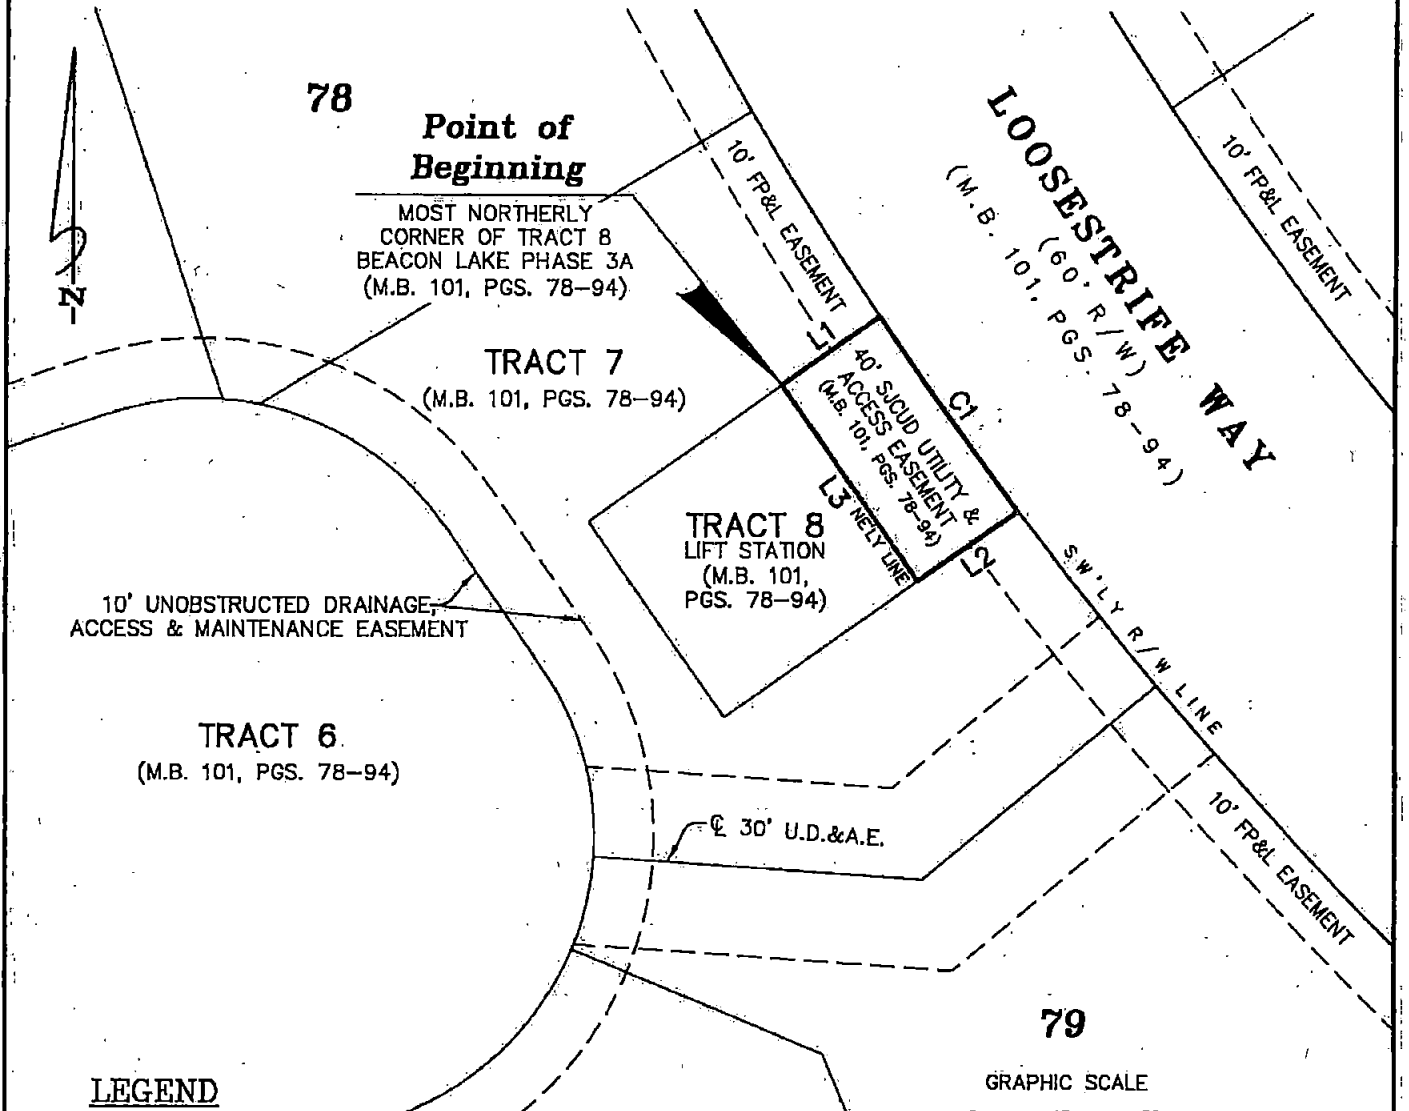 78
Point of
Beginning
MOST NORTHERLY
CORNER OF TRACT 8
BEACON LAKE PHASE 3A
(M.B. 101, PGS. 78-94)
N
10' FP&L EASEMENT
LOOSESTRIFE WAY
(60' R/W)
(M.B. 101, PGS. 78-94)
10' FP&L EASEMENT
TRACT 7
(M.B. 101, PGS. 78-94)
L1
40' SJCUD UTILITY &
ACCESS EASEMENT
(M.B. 101, PGS. 78-94)
C1
L3
NE'LY LINE
L2
TRACT 8
LIFT STATION
(M.B. 101,
PGS. 78-94)
SW'LY R/W LINE
10' UNOBSTRUCTED DRAINAGE,
ACCESS & MAINTENANCE EASEMENT
TRACT 6
(M.B. 101, PGS. 78-94)
℄ 30' U.D.&A.E.
10' FP&L EASEMENT
79
GRAPHIC SCALE
LEGEND